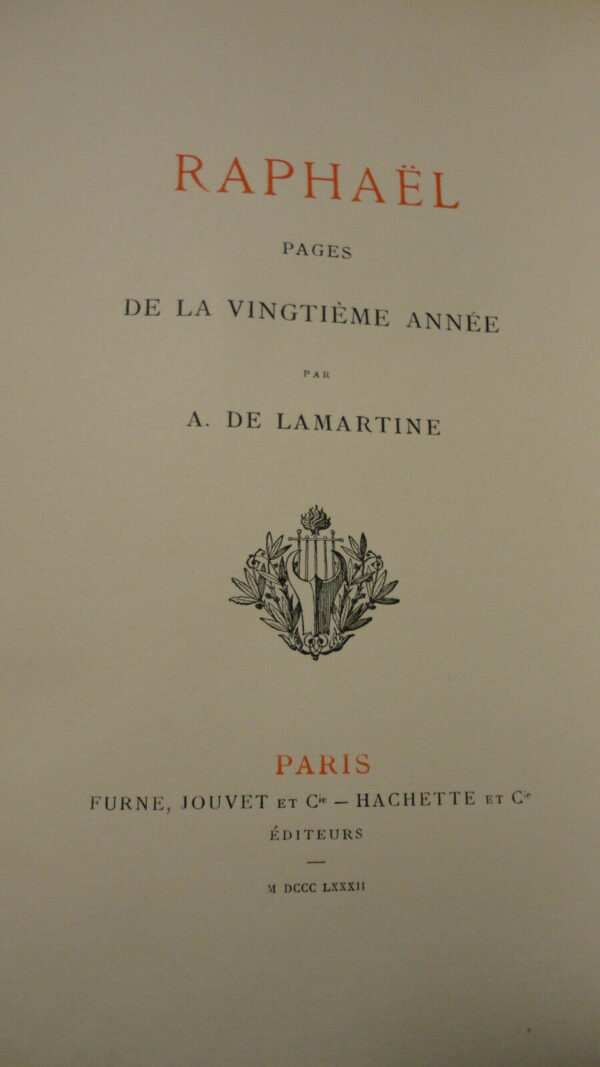 RAPHAËL
PAGES
DE LA VINGTIÈME ANNÉE
PAR
A. DE LAMARTINE
PARIS
FURNE, JOUVET ET Cie – HACHETTE ET Cie
ÉDITEURS
M DCCC LXXXII